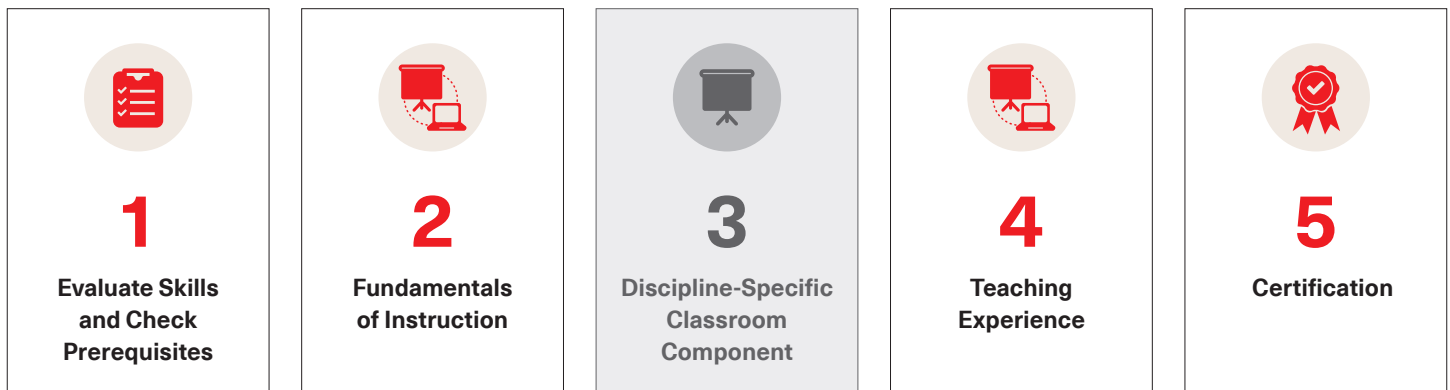 1
Evaluate Skills
and Check
Prerequisites
2
Fundamentals
of Instruction
3
Discipline-Specific
Classroom
Component
4
Teaching
Experience
5
Certification